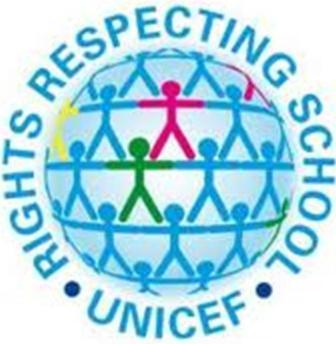 RIGHTS RESPECTING SCHOOL
• UNICEF •